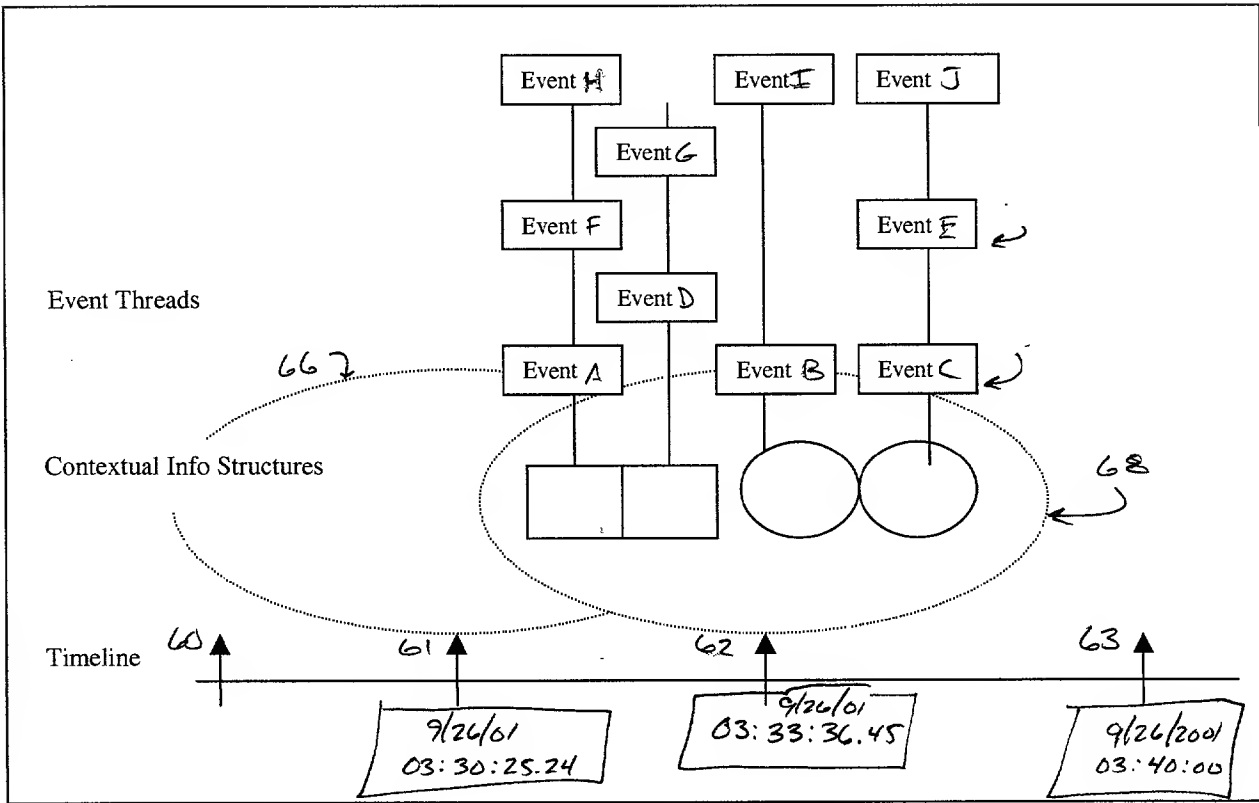 Event H
Event I
Event J
Event G
Event F
Event E
Event Threads
Event D
66
Event A
Event B
Event C
Contextual Info Structures
68
Timeline
60
61
62
63
9/26/01
03:30:25.24
9/26/01
03:33:36.45
9/26/2001
03:40:00